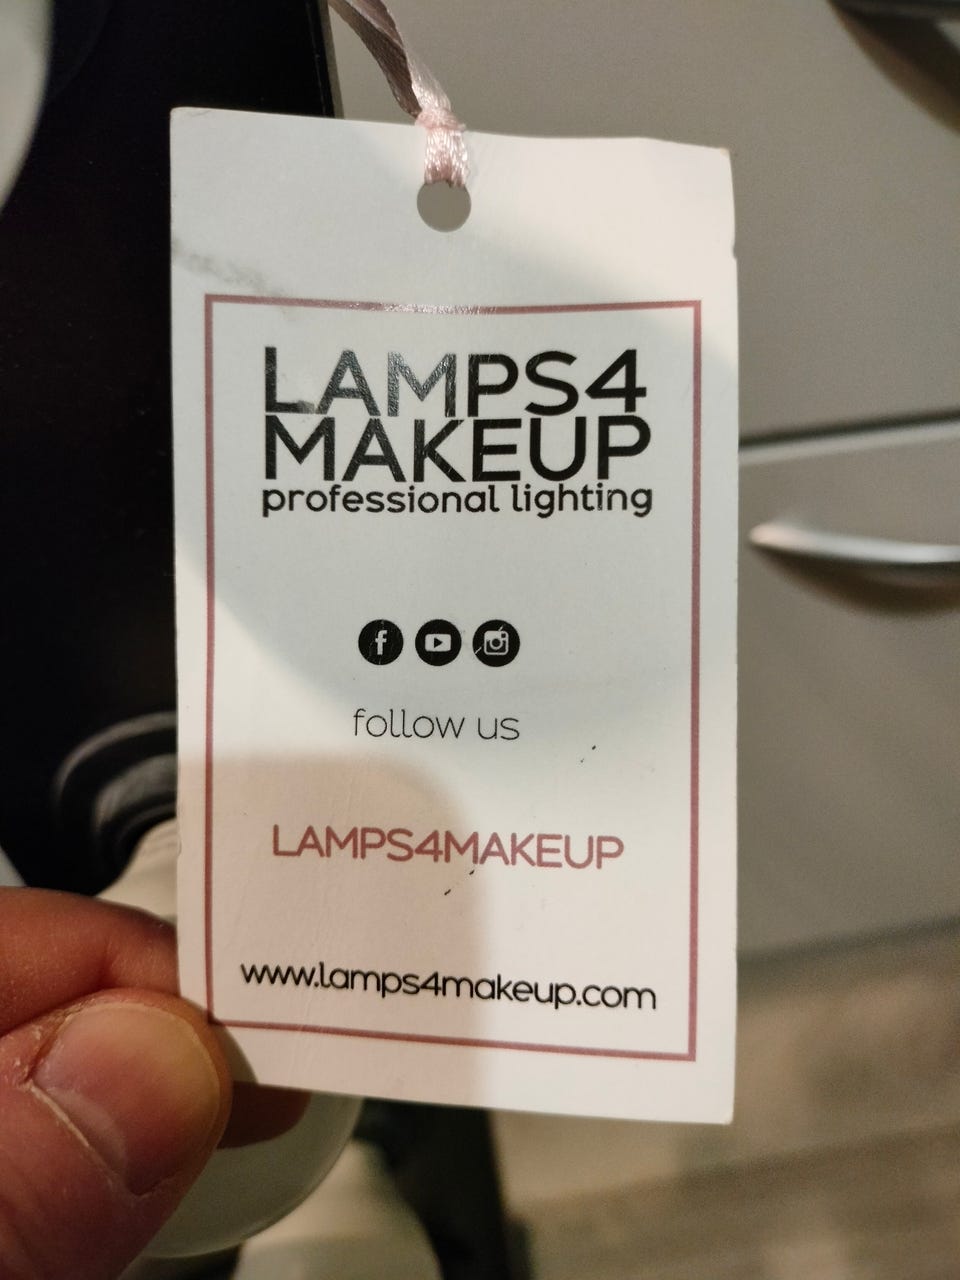 LAMPS4
MAKEUP
professional lighting
follow us
LAMPS4MAKEUP
www.lamps4makeup.com